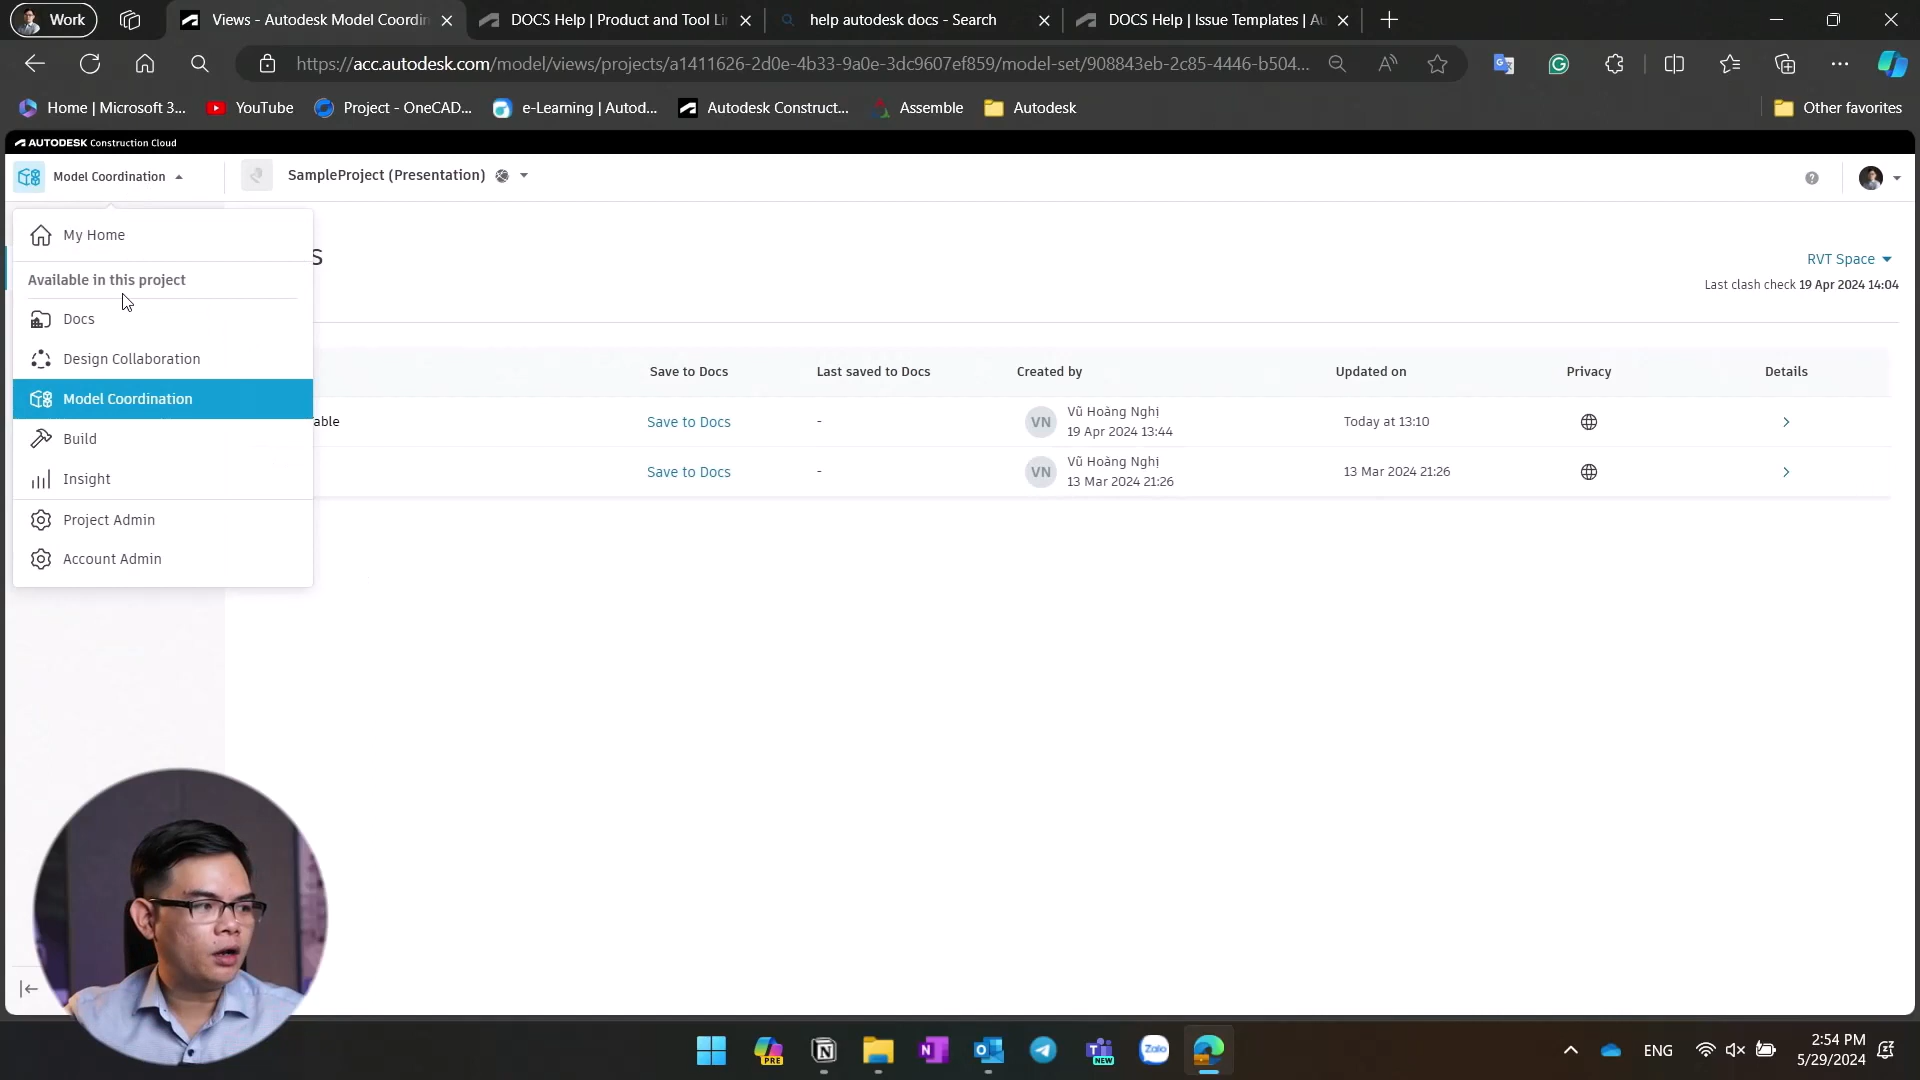 Work
Views - Autodesk Model Coordin
DOCS Help | Product and Tool Li
help autodesk docs - Search
DOCS Help | Issue Templates | Au
https://acc.autodesk.com/model/views/projects/a1411626-2d0e-4b33-9a0e-3dc9607ef859/model-set/908843eb-2c85-4446-b504...
Home | Microsoft 3...
YouTube
Project - OneCAD...
e-Learning | Autod...
Autodesk Construct...
Assemble
Autodesk
Other favorites
AUTODESK Construction Cloud
Model Coordination
SampleProject (Presentation)
My Home
Available in this project
Docs
Design Collaboration
Model Coordination
Build
Insight
Project Admin
Account Admin
s
RVT Space
Last clash check 19 Apr 2024 14:04
Save to Docs
Last saved to Docs
Created by
Updated on
Privacy
Details
able
Save to Docs
-
VN
Vũ Hoàng Nghị
19 Apr 2024 13:44
Today at 13:10
Save to Docs
-
VN
Vũ Hoàng Nghị
13 Mar 2024 21:26
13 Mar 2024 21:26
PRE
NEW
Zalo
ENG
2:54 PM
5/29/2024